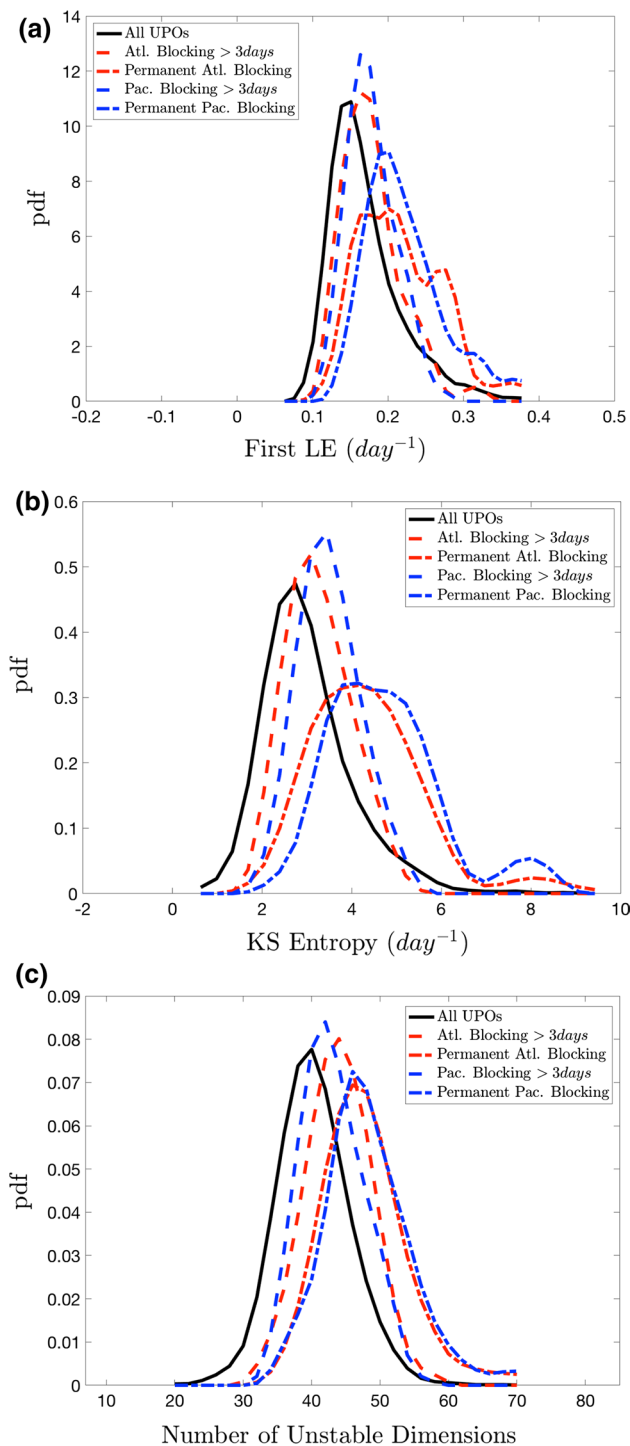 (a)
14
12
10
8
6
4
2
0
pdf
All UPOs
Atl. Blocking > 3days
Permanent Atl. Blocking
Pac. Blocking > 3days
Permanent Pac. Blocking
-0.2 -0.1 0 0.1 0.2 0.3 0.4 0.5
First LE (day⁻¹)
(b)
0.6
0.5
0.4
0.3
0.2
0.1
0
pdf
All UPOs
Atl. Blocking > 3days
Permanent Atl. Blocking
Pac. Blocking > 3days
Permanent Pac. Blocking
-2 0 2 4 6 8 10
KS Entropy (day⁻¹)
(c)
0.09
0.08
0.07
0.06
0.05
0.04
0.03
0.02
0.01
0
pdf
All UPOs
Atl. Blocking > 3days
Permanent Atl. Blocking
Pac. Blocking > 3days
Permanent Pac. Blocking
10 20 30 40 50 60 70 80
Number of Unstable Dimensions